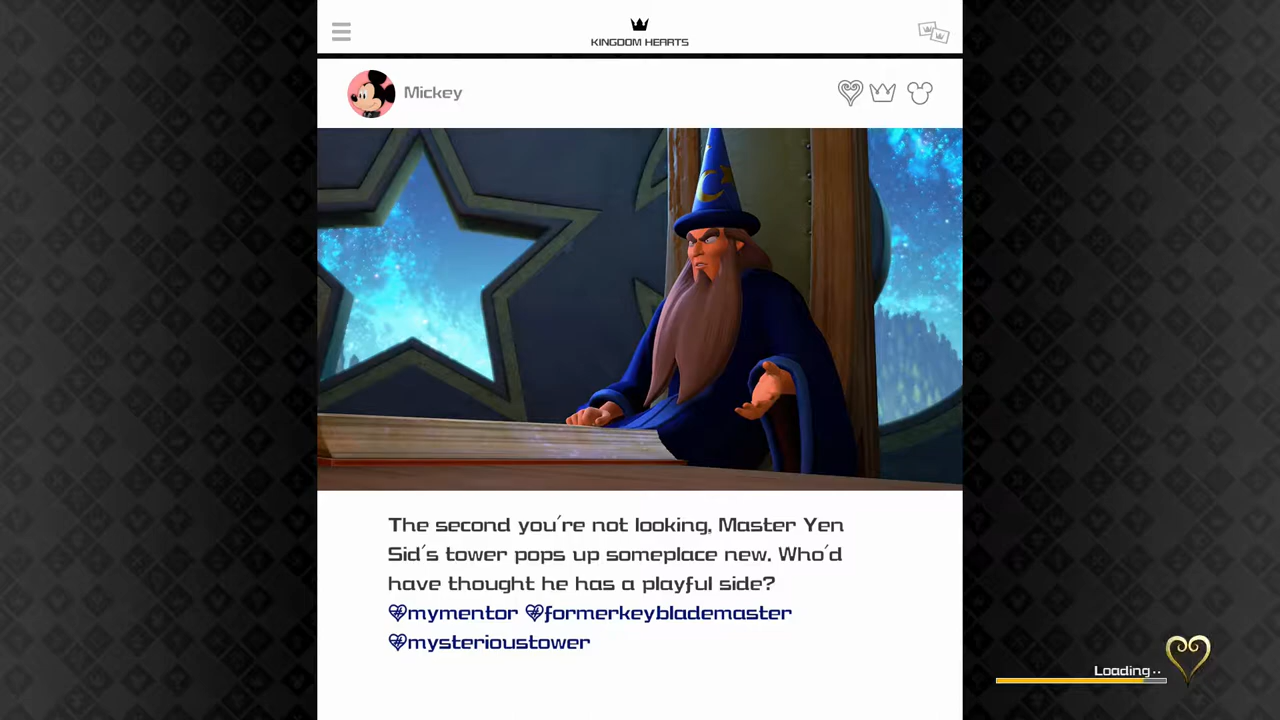 KINGDOM HEARTS
Mickey
The second you're not looking, Master Yen
Sid's tower pops up someplace new. Who'd
have thought he has a playful side?
#mymentor #formerkeyblademaster
#mysterioustower
Loading..